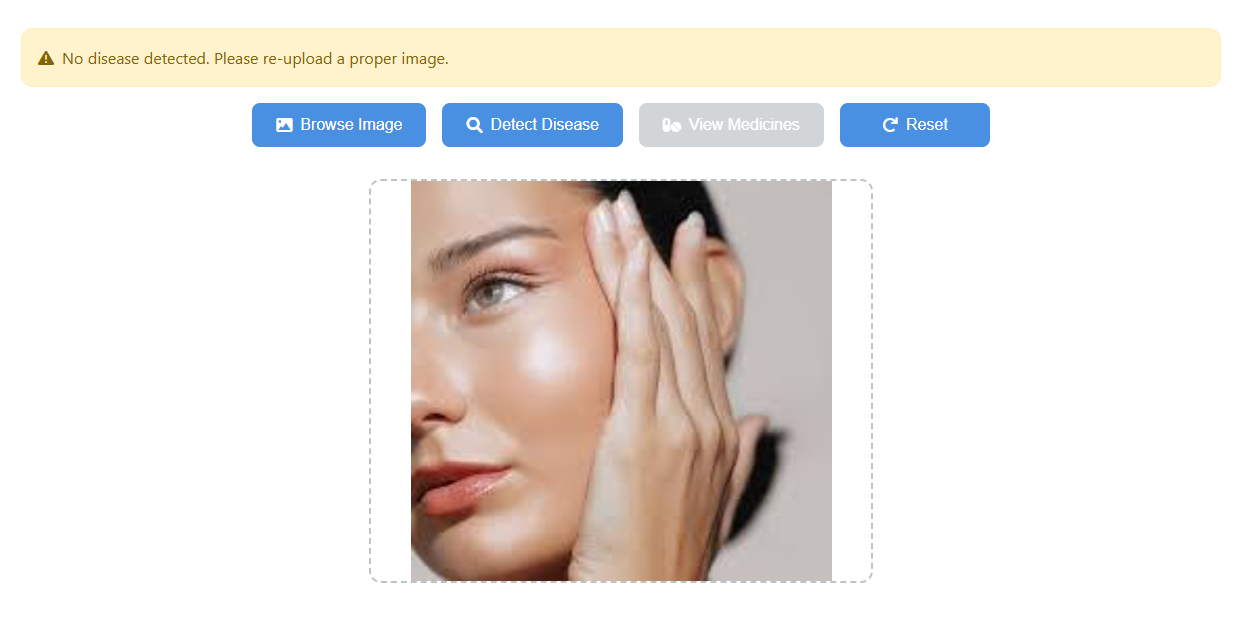 No disease detected. Please re-upload a proper image.
Browse Image
Detect Disease
View Medicines
Reset